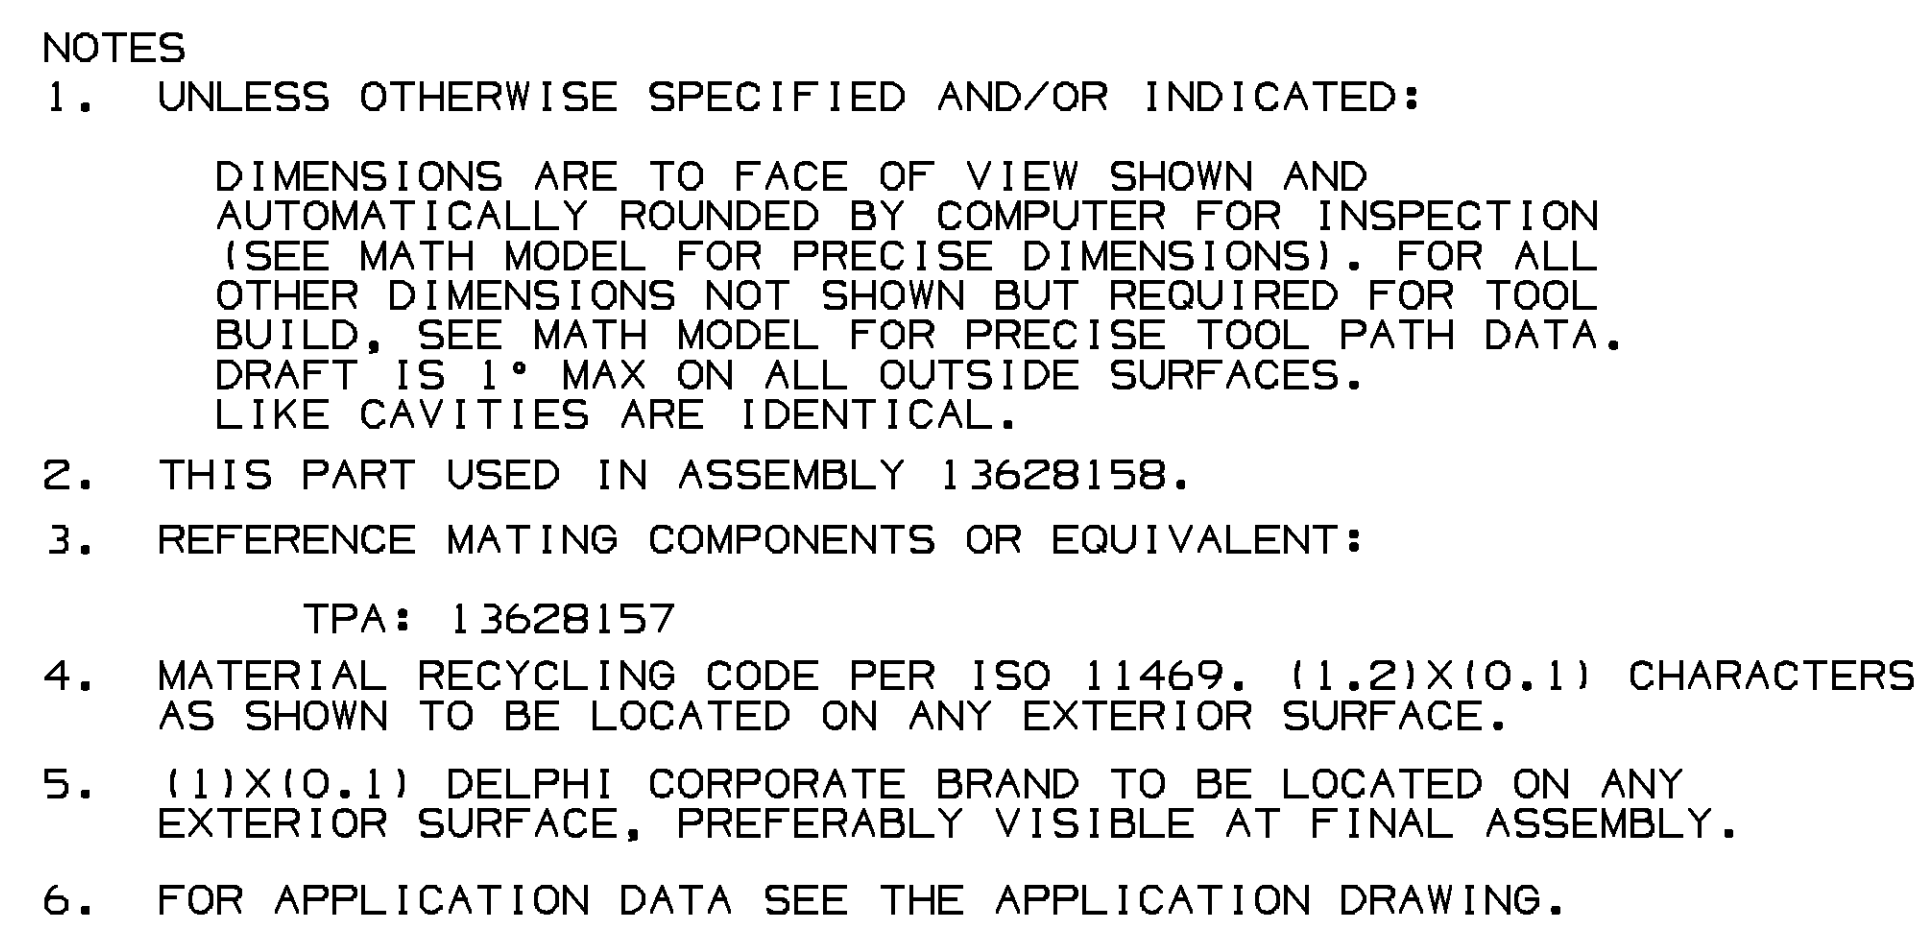 NOTES
1. UNLESS OTHERWISE SPECIFIED AND/OR INDICATED:
DIMENSIONS ARE TO FACE OF VIEW SHOWN AND
AUTOMATICALLY ROUNDED BY COMPUTER FOR INSPECTION
(SEE MATH MODEL FOR PRECISE DIMENSIONS). FOR ALL
OTHER DIMENSIONS NOT SHOWN BUT REQUIRED FOR TOOL
BUILD, SEE MATH MODEL FOR PRECISE TOOL PATH DATA.
DRAFT IS 1° MAX ON ALL OUTSIDE SURFACES.
LIKE CAVITIES ARE IDENTICAL.
2. THIS PART USED IN ASSEMBLY 13628158.
3. REFERENCE MATING COMPONENTS OR EQUIVALENT:
TPA: 13628157
4. MATERIAL RECYCLING CODE PER ISO 11469. (1.2)X(0.1) CHARACTERS
AS SHOWN TO BE LOCATED ON ANY EXTERIOR SURFACE.
5. (1)X(0.1) DELPHI CORPORATE BRAND TO BE LOCATED ON ANY
EXTERIOR SURFACE, PREFERABLY VISIBLE AT FINAL ASSEMBLY.
6. FOR APPLICATION DATA SEE THE APPLICATION DRAWING.